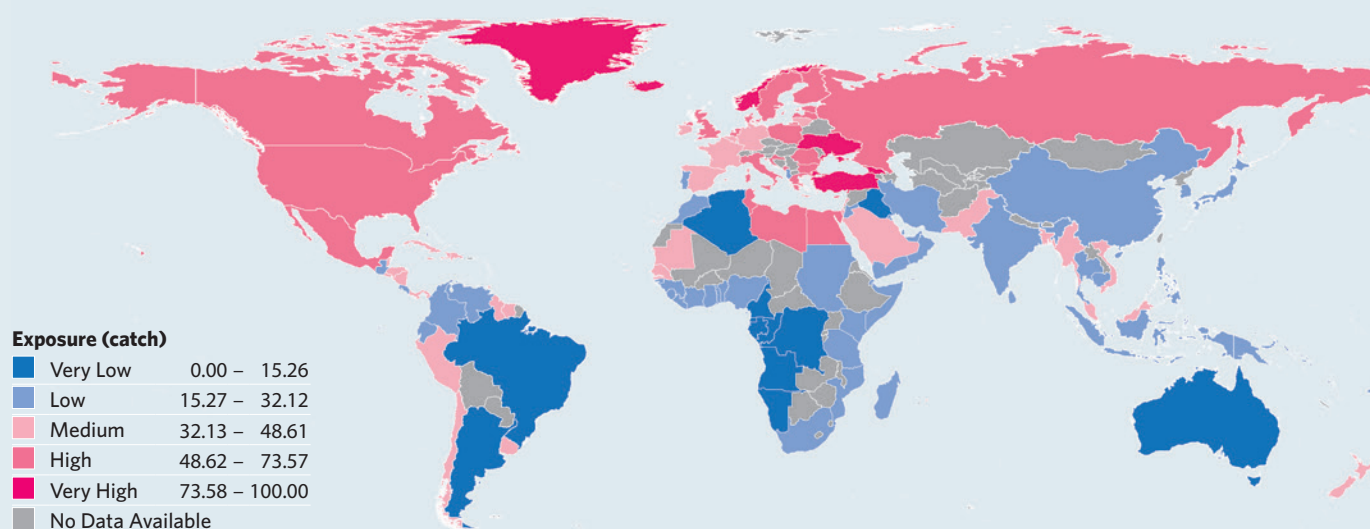 Exposure (catch)
Very Low 0.00 – 15.26
Low 15.27 – 32.12
Medium 32.13 – 48.61
High 48.62 – 73.57
Very High 73.58 – 100.00
No Data Available